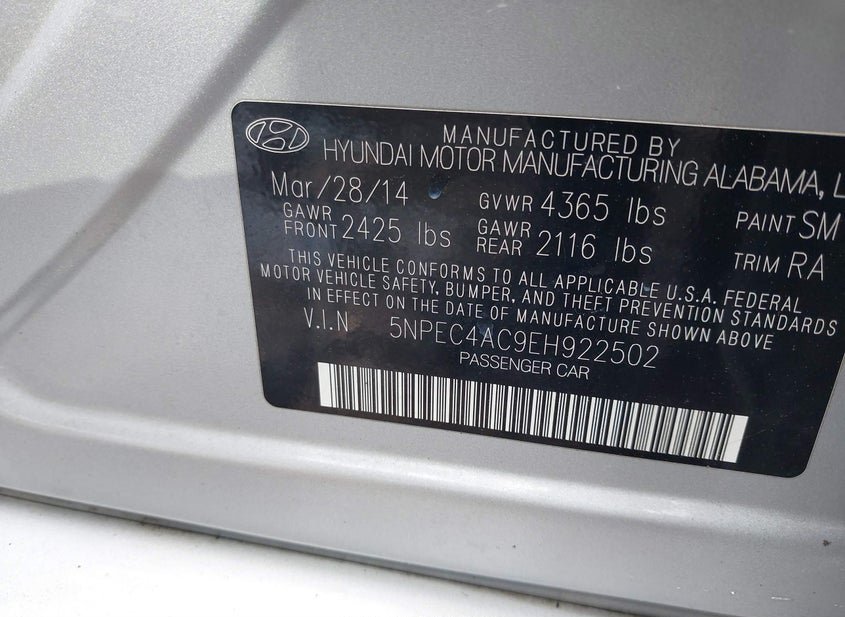 MANUFACTURED BY
HYUNDAI MOTOR MANUFACTURING ALABAMA, L
Mar/28/14 GVWR 4365 lbs PAINT SM
GAWR FRONT 2425 lbs GAWR REAR 2116 lbs TRIM RA
THIS VEHICLE CONFORMS TO ALL APPLICABLE U.S.A. FEDERAL
MOTOR VEHICLE SAFETY, BUMPER, AND THEFT PREVENTION STANDARDS
IN EFFECT ON THE DATE OF MANUFACTURE SHOWN ABOVE
V.I.N 5NPEC4AC9EH922502
PASSENGER CAR